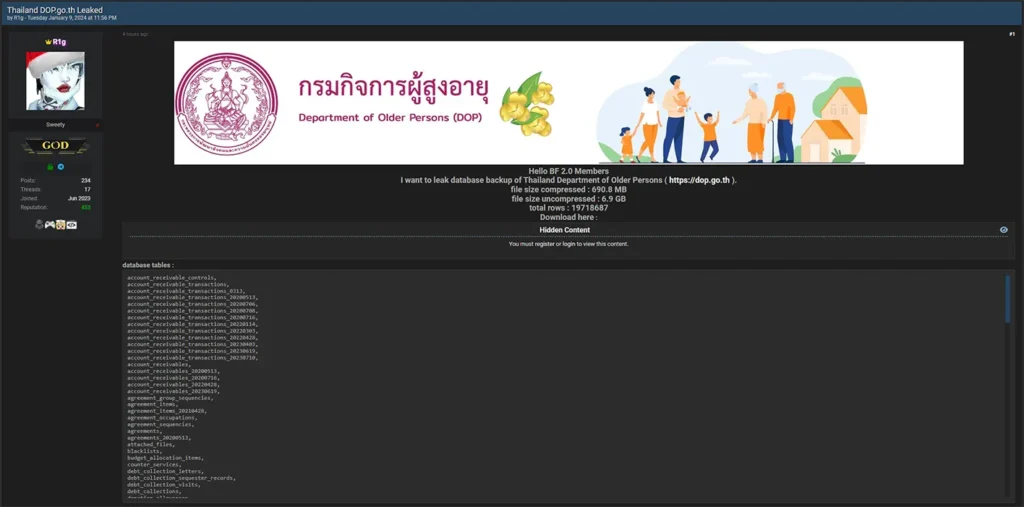 Thailand DOP.go.th Leaked
by R1g - Tuesday January 9, 2024 at 11:56 PM
R1g
Sweety
GOD
Posts: 234
Threads: 17
Joined: Jun 2023
Reputation: 453
4 hours ago
#1
กรมกิจการผู้สูงอายุ
Department of Older Persons (DOP)
Hello BF 2.0 Members
I want to leak database backup of Thailand Department of Older Persons ( https://dop.go.th ).
file size compressed : 690.8 MB
file size uncompressed : 6.9 GB
total rows : 19718687
Download here :
Hidden Content
You must register or login to view this content.
database tables :
account_receivable_controls,
account_receivable_transactions,
account_receivable_transactions_0313,
account_receivable_transactions_20200513,
account_receivable_transactions_20200706,
account_receivable_transactions_20200708,
account_receivable_transactions_20200716,
account_receivable_transactions_20220114,
account_receivable_transactions_20220303,
account_receivable_transactions_20220428,
account_receivable_transactions_20230403,
account_receivable_transactions_20230619,
account_receivable_transactions_20230710,
account_receivables,
account_receivables_20200513,
account_receivables_20200716,
account_receivables_20220428,
account_receivables_20230619,
agreement_group_sequencies,
agreement_items,
agreement_items_20210428,
agreement_occupations,
agreement_sequencies,
agreements,
agreements_20200513,
attached_files,
blacklists,
budget_allocation_items,
counter_services,
debt_collection_letters,
debt_collection_sequester_records,
debt_collection_visits,
debt_collections,